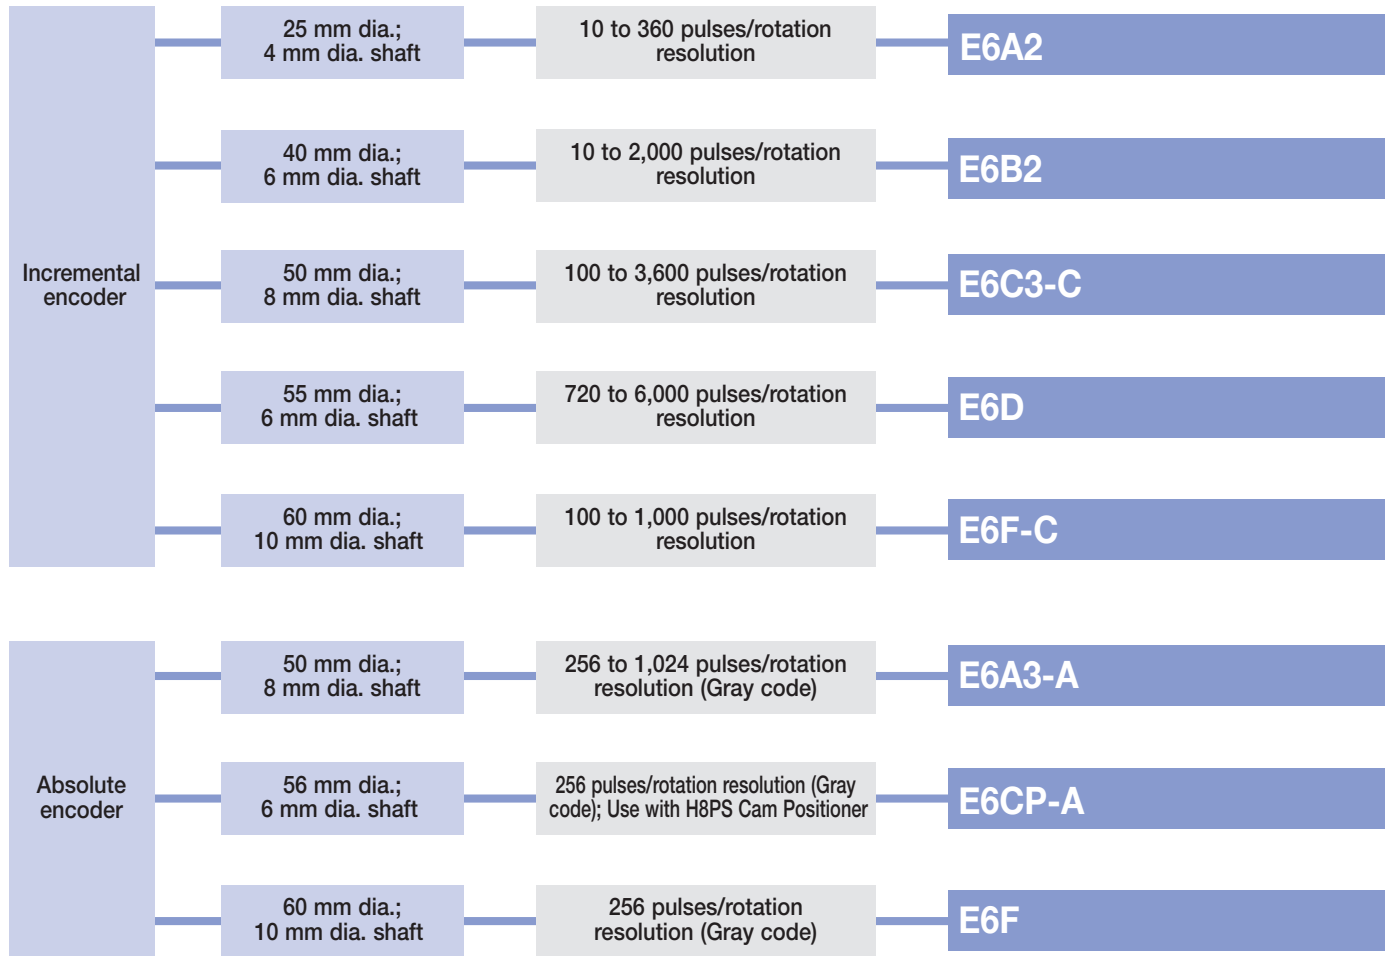 Incremental
encoder
25 mm dia.;
4 mm dia. shaft
10 to 360 pulses/rotation
resolution
E6A2
40 mm dia.;
6 mm dia. shaft
10 to 2,000 pulses/rotation
resolution
E6B2
50 mm dia.;
8 mm dia. shaft
100 to 3,600 pulses/rotation
resolution
E6C3-C
55 mm dia.;
6 mm dia. shaft
720 to 6,000 pulses/rotation
resolution
E6D
60 mm dia.;
10 mm dia. shaft
100 to 1,000 pulses/rotation
resolution
E6F-C
Absolute
encoder
50 mm dia.;
8 mm dia. shaft
256 to 1,024 pulses/rotation
resolution (Gray code)
E6A3-A
56 mm dia.;
6 mm dia. shaft
256 pulses/rotation resolution (Gray
code); Use with H8PS Cam Positioner
E6CP-A
60 mm dia.;
10 mm dia. shaft
256 pulses/rotation
resolution (Gray code)
E6F